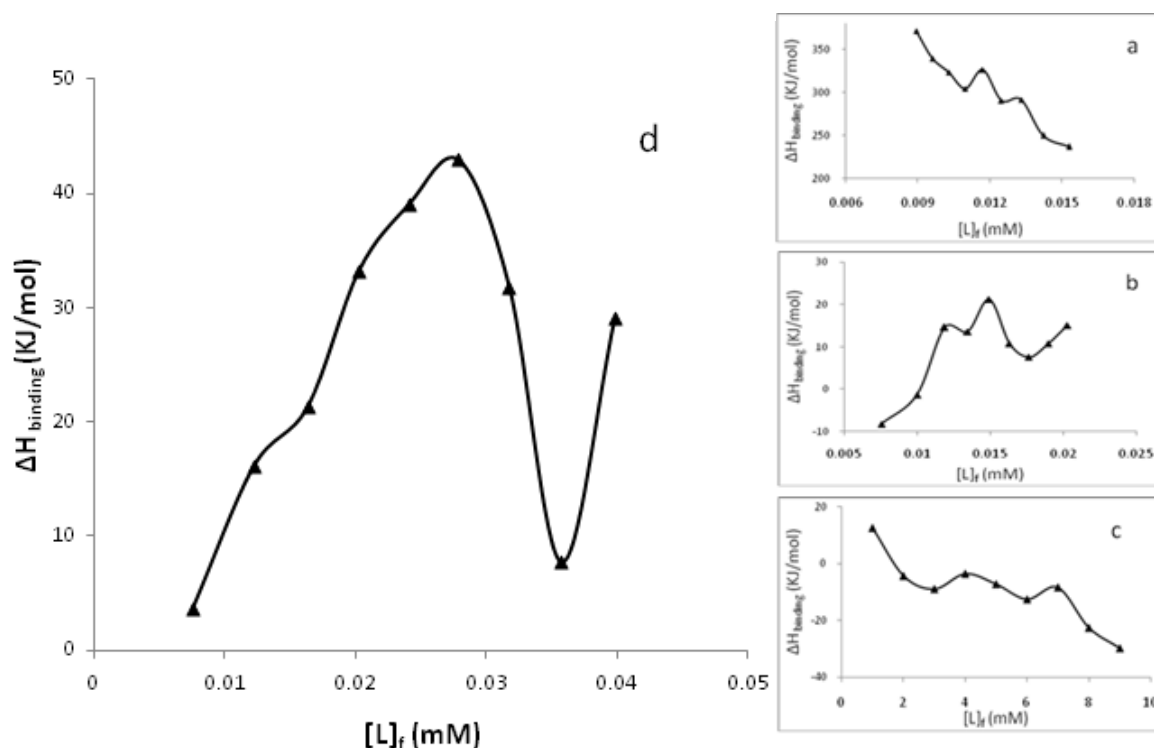 d
50
40
30
20
10
0
0 0.01 0.02 0.03 0.04 0.05
ΔH binding (KJ/mol)
[L]f (mM)
a
350
300
250
200
0.006 0.009 0.012 0.015 0.018
ΔH binding (KJ/mol)
[L]f (mM)
b
30
20
10
0
-10
0.005 0.01 0.015 0.02 0.025
ΔH binding (KJ/mol)
[L]f (mM)
c
20
0
-20
-40
0 2 4 6 8 10
ΔH binding (KJ/mol)
[L]f (mM)